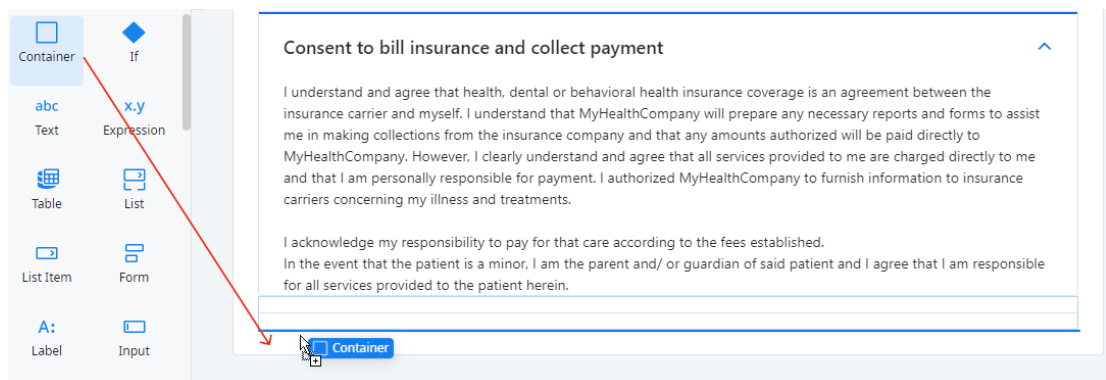 Container
If
abc
Text
x.y
Expression
Table
List
List Item
Form
A:
Label
Input
Consent to bill insurance and collect payment
I understand and agree that health, dental or behavioral health insurance coverage is an agreement between the
insurance carrier and myself. I understand that MyHealthCompany will prepare any necessary reports and forms to assist
me in making collections from the insurance company and that any amounts authorized will be paid directly to
MyHealthCompany. However, I clearly understand and agree that all services provided to me are charged directly to me
and that I am personally responsible for payment. I authorized MyHealthCompany to furnish information to insurance
carriers concerning my illness and treatments.
I acknowledge my responsibility to pay for that care according to the fees established.
In the event that the patient is a minor, I am the parent and/ or guardian of said patient and I agree that I am responsible
for all services provided to the patient herein.
Container